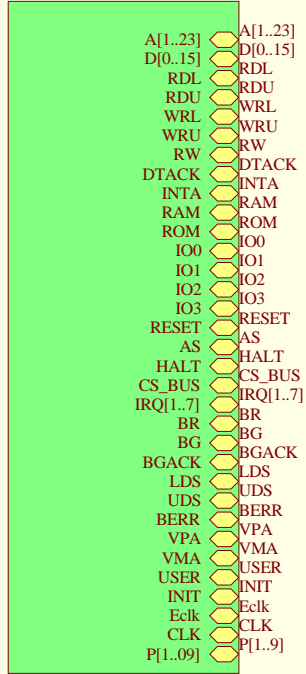 A[1..23] A[1..23]
D[0..15] D[0..15]
RDL RDL
RDU RDU
WRL WRL
WRU WRU
RW RW
DTACK DTACK
INTA INTA
RAM RAM
ROM ROM
IO0 IO0
IO1 IO1
IO2 IO2
IO3 IO3
RESET RESET
AS AS
HALT HALT
CS_BUS CS_BUS
IRQ[1..7] IRQ[1..7]
BR BR
BG BG
BGACK BGACK
LDS LDS
UDS UDS
BERR BERR
VPA VPA
VMA VMA
USER USER
INIT INIT
Eclk Eclk
CLK CLK
P[1..09] P[1..9]